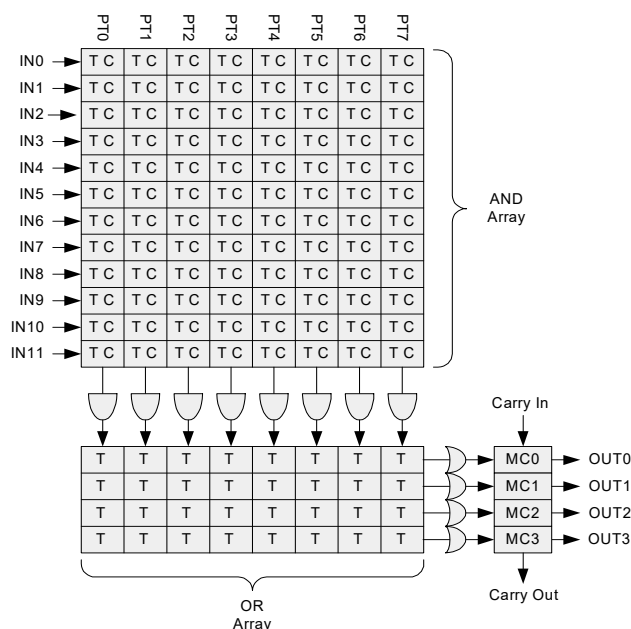 PT0 PT1 PT2 PT3 PT4 PT5 PT6 PT7
IN0 T C T C T C T C T C T C T C T C
IN1 T C T C T C T C T C T C T C T C
IN2 T C T C T C T C T C T C T C T C
IN3 T C T C T C T C T C T C T C T C
IN4 T C T C T C T C T C T C T C T C
IN5 T C T C T C T C T C T C T C T C
IN6 T C T C T C T C T C T C T C T C
IN7 T C T C T C T C T C T C T C T C
IN8 T C T C T C T C T C T C T C T C
IN9 T C T C T C T C T C T C T C T C
IN10 T C T C T C T C T C T C T C T C
IN11 T C T C T C T C T C T C T C T C
AND
Array
Carry In
T T T T T T T T MC0 OUT0
T T T T T T T T MC1 OUT1
T T T T T T T T MC2 OUT2
T T T T T T T T MC3 OUT3
Carry Out
OR
Array